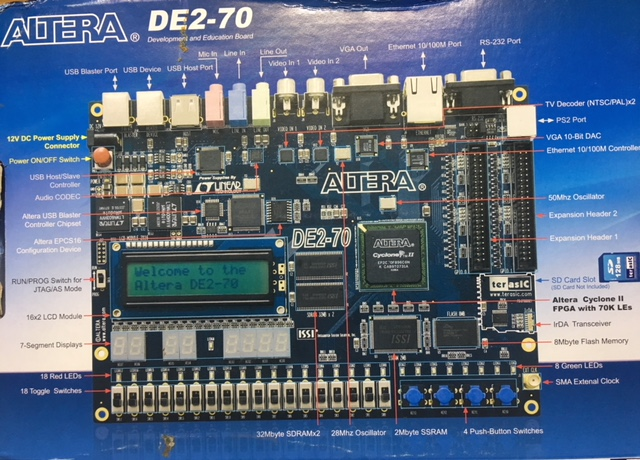 ALTERA®
DE2-70
Development and Education Board
USB Blaster Port
USB Device
USB Host Port
Mic In
Line In
Line Out
Video In 1
Video In 2
VGA Out
Ethernet 10/100M Port
RS-232 Port
12V DC Power Supply
Connector
Power ON/OFF Switch
USB Host/Slave
Controller
Audio CODEC
Altera USB Blaster
Controller Chipset
Altera EPCS16
Configuration Device
RUN/PROG Switch for
JTAG/AS Mode
16x2 LCD Module
7-Segment Displays
18 Red LEDs
18 Toggle Switches
TV Decoder (NTSC/PAL)x2
PS2 Port
VGA 10-Bit DAC
Ethernet 10/100M Controller
50Mhz Oscillator
Expansion Header 2
Expansion Header 1
SD Card Slot
(SD Card Not Included)
Altera Cyclone II
FPGA with 70K LEs
IrDA Transceiver
8Mbyte Flash Memory
8 Green LEDs
SMA Extenal Clock
32Mbyte SDRAMx2
28Mhz Oscillator
2Mbyte SSRAM
4 Push-Button Switches
LINEAR
ALTERA®
DE2-70
ALTERA
Cyclone II
Welcome to the
Altera DE2-70
ISSI
ISSI
terasic
www.terasic.com